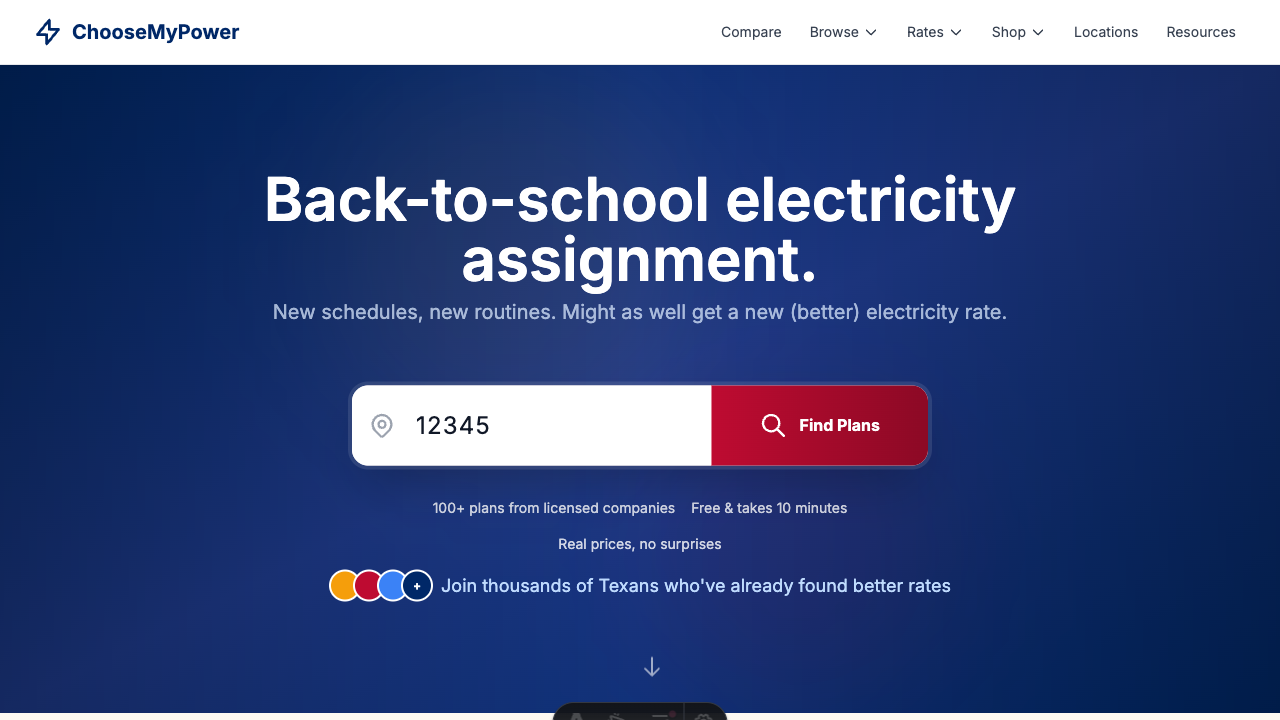 ChooseMyPower
Compare
Browse
Rates
Shop
Locations
Resources
Back-to-school electricity
assignment.
New schedules, new routines. Might as well get a new (better) electricity rate.
12345
Find Plans
100+ plans from licensed companies
Free & takes 10 minutes
Real prices, no surprises
+
Join thousands of Texans who've already found better rates